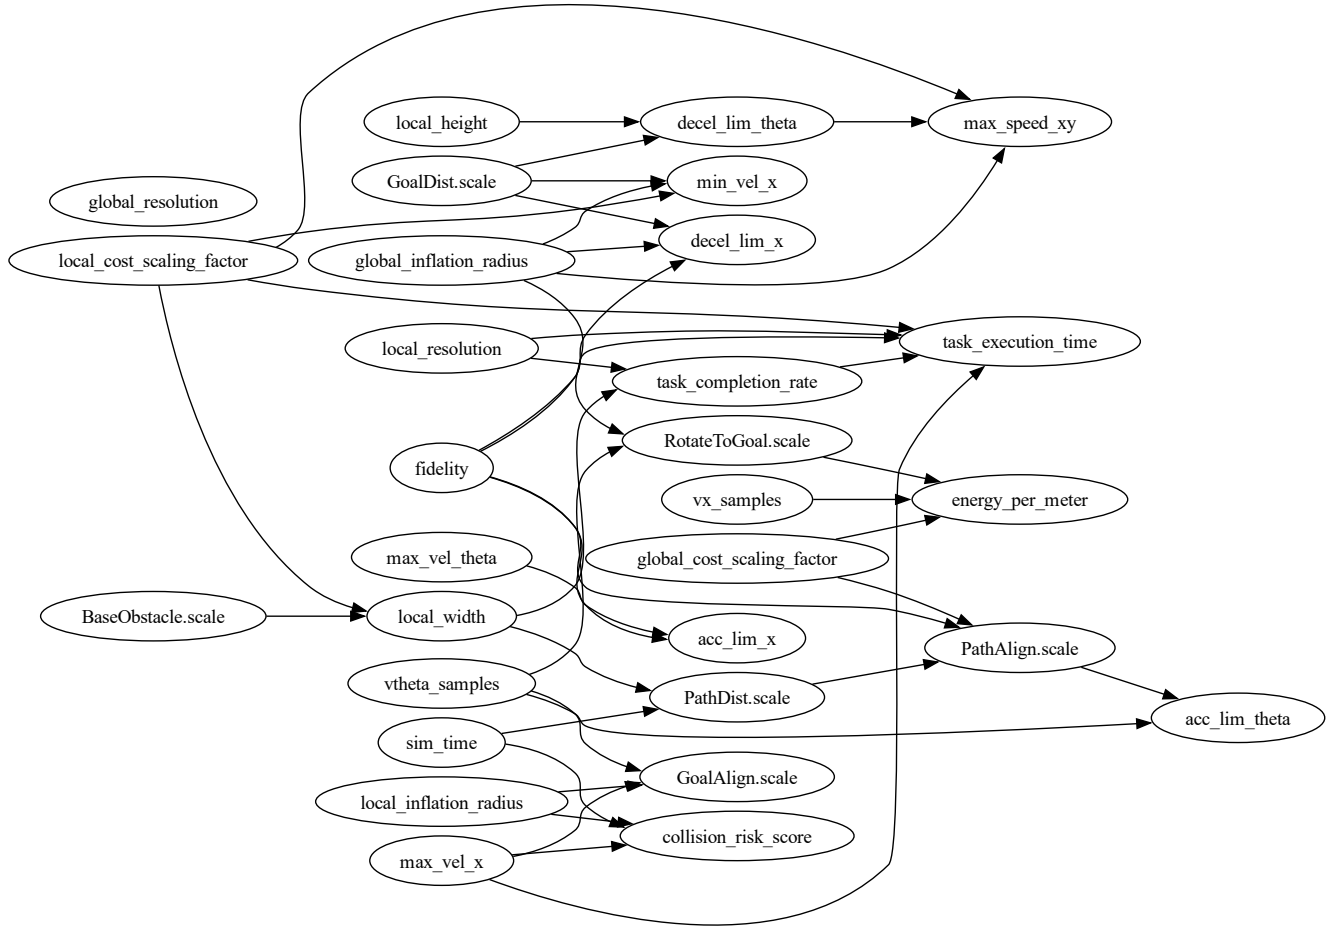 local_height
decel_lim_theta
max_speed_xy
GoalDist.scale
min_vel_x
global_resolution
decel_lim_x
local_cost_scaling_factor
global_inflation_radius
local_resolution
task_execution_time
task_completion_rate
RotateToGoal.scale
fidelity
vx_samples
energy_per_meter
max_vel_theta
global_cost_scaling_factor
BaseObstacle.scale
local_width
acc_lim_x
PathAlign.scale
vtheta_samples
PathDist.scale
acc_lim_theta
sim_time
GoalAlign.scale
local_inflation_radius
collision_risk_score
max_vel_x